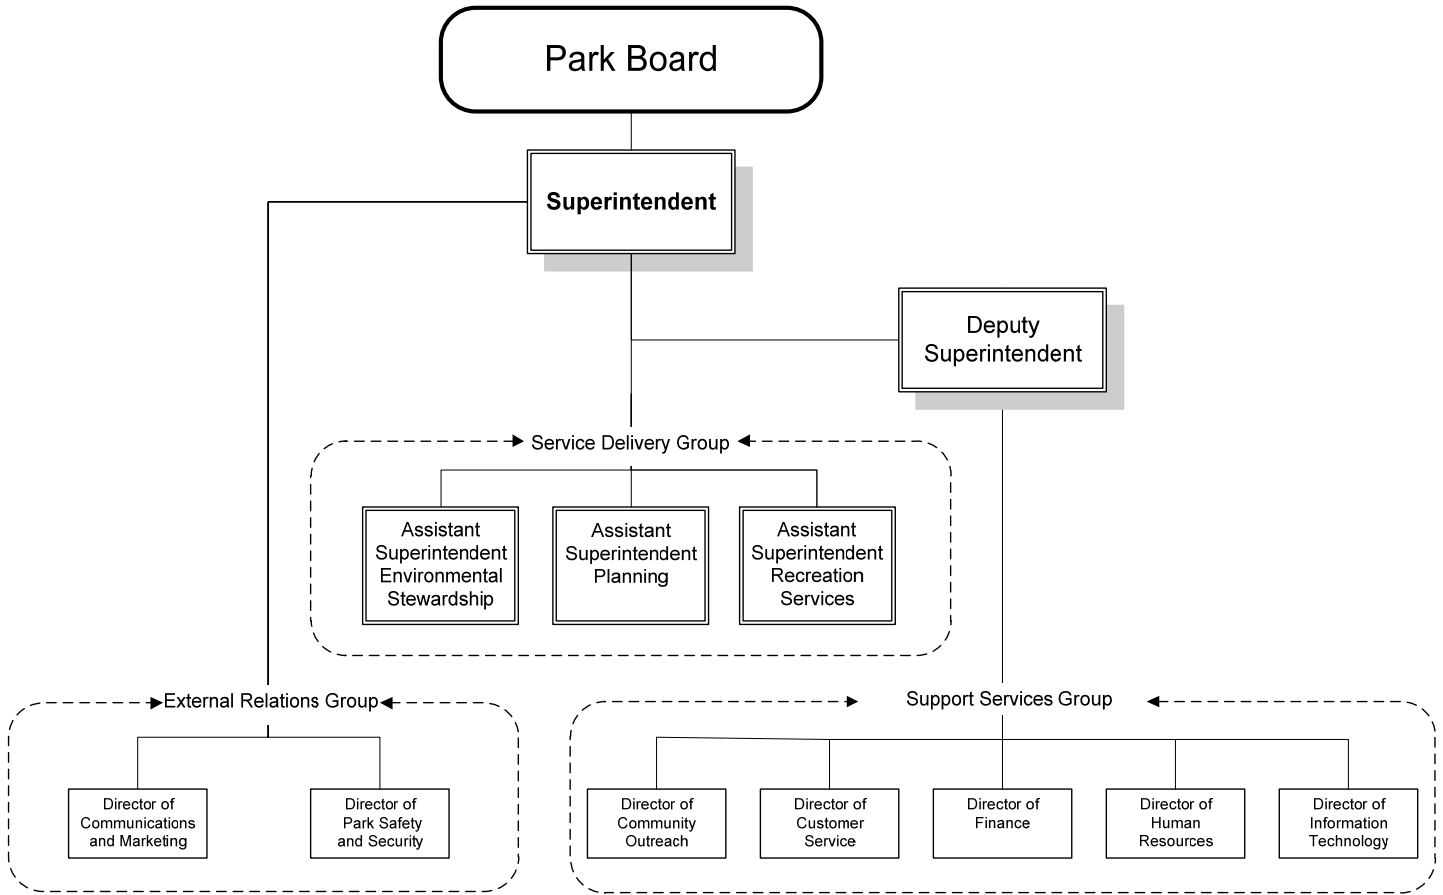 Park Board
Superintendent
Deputy
Superintendent
Service Delivery Group
Assistant
Superintendent
Environmental
Stewardship
Assistant
Superintendent
Planning
Assistant
Superintendent
Recreation
Services
External Relations Group
Support Services Group
Director of
Communications
and Marketing
Director of
Park Safety
and Security
Director of
Community
Outreach
Director of
Customer
Service
Director of
Finance
Director of
Human
Resources
Director of
Information
Technology